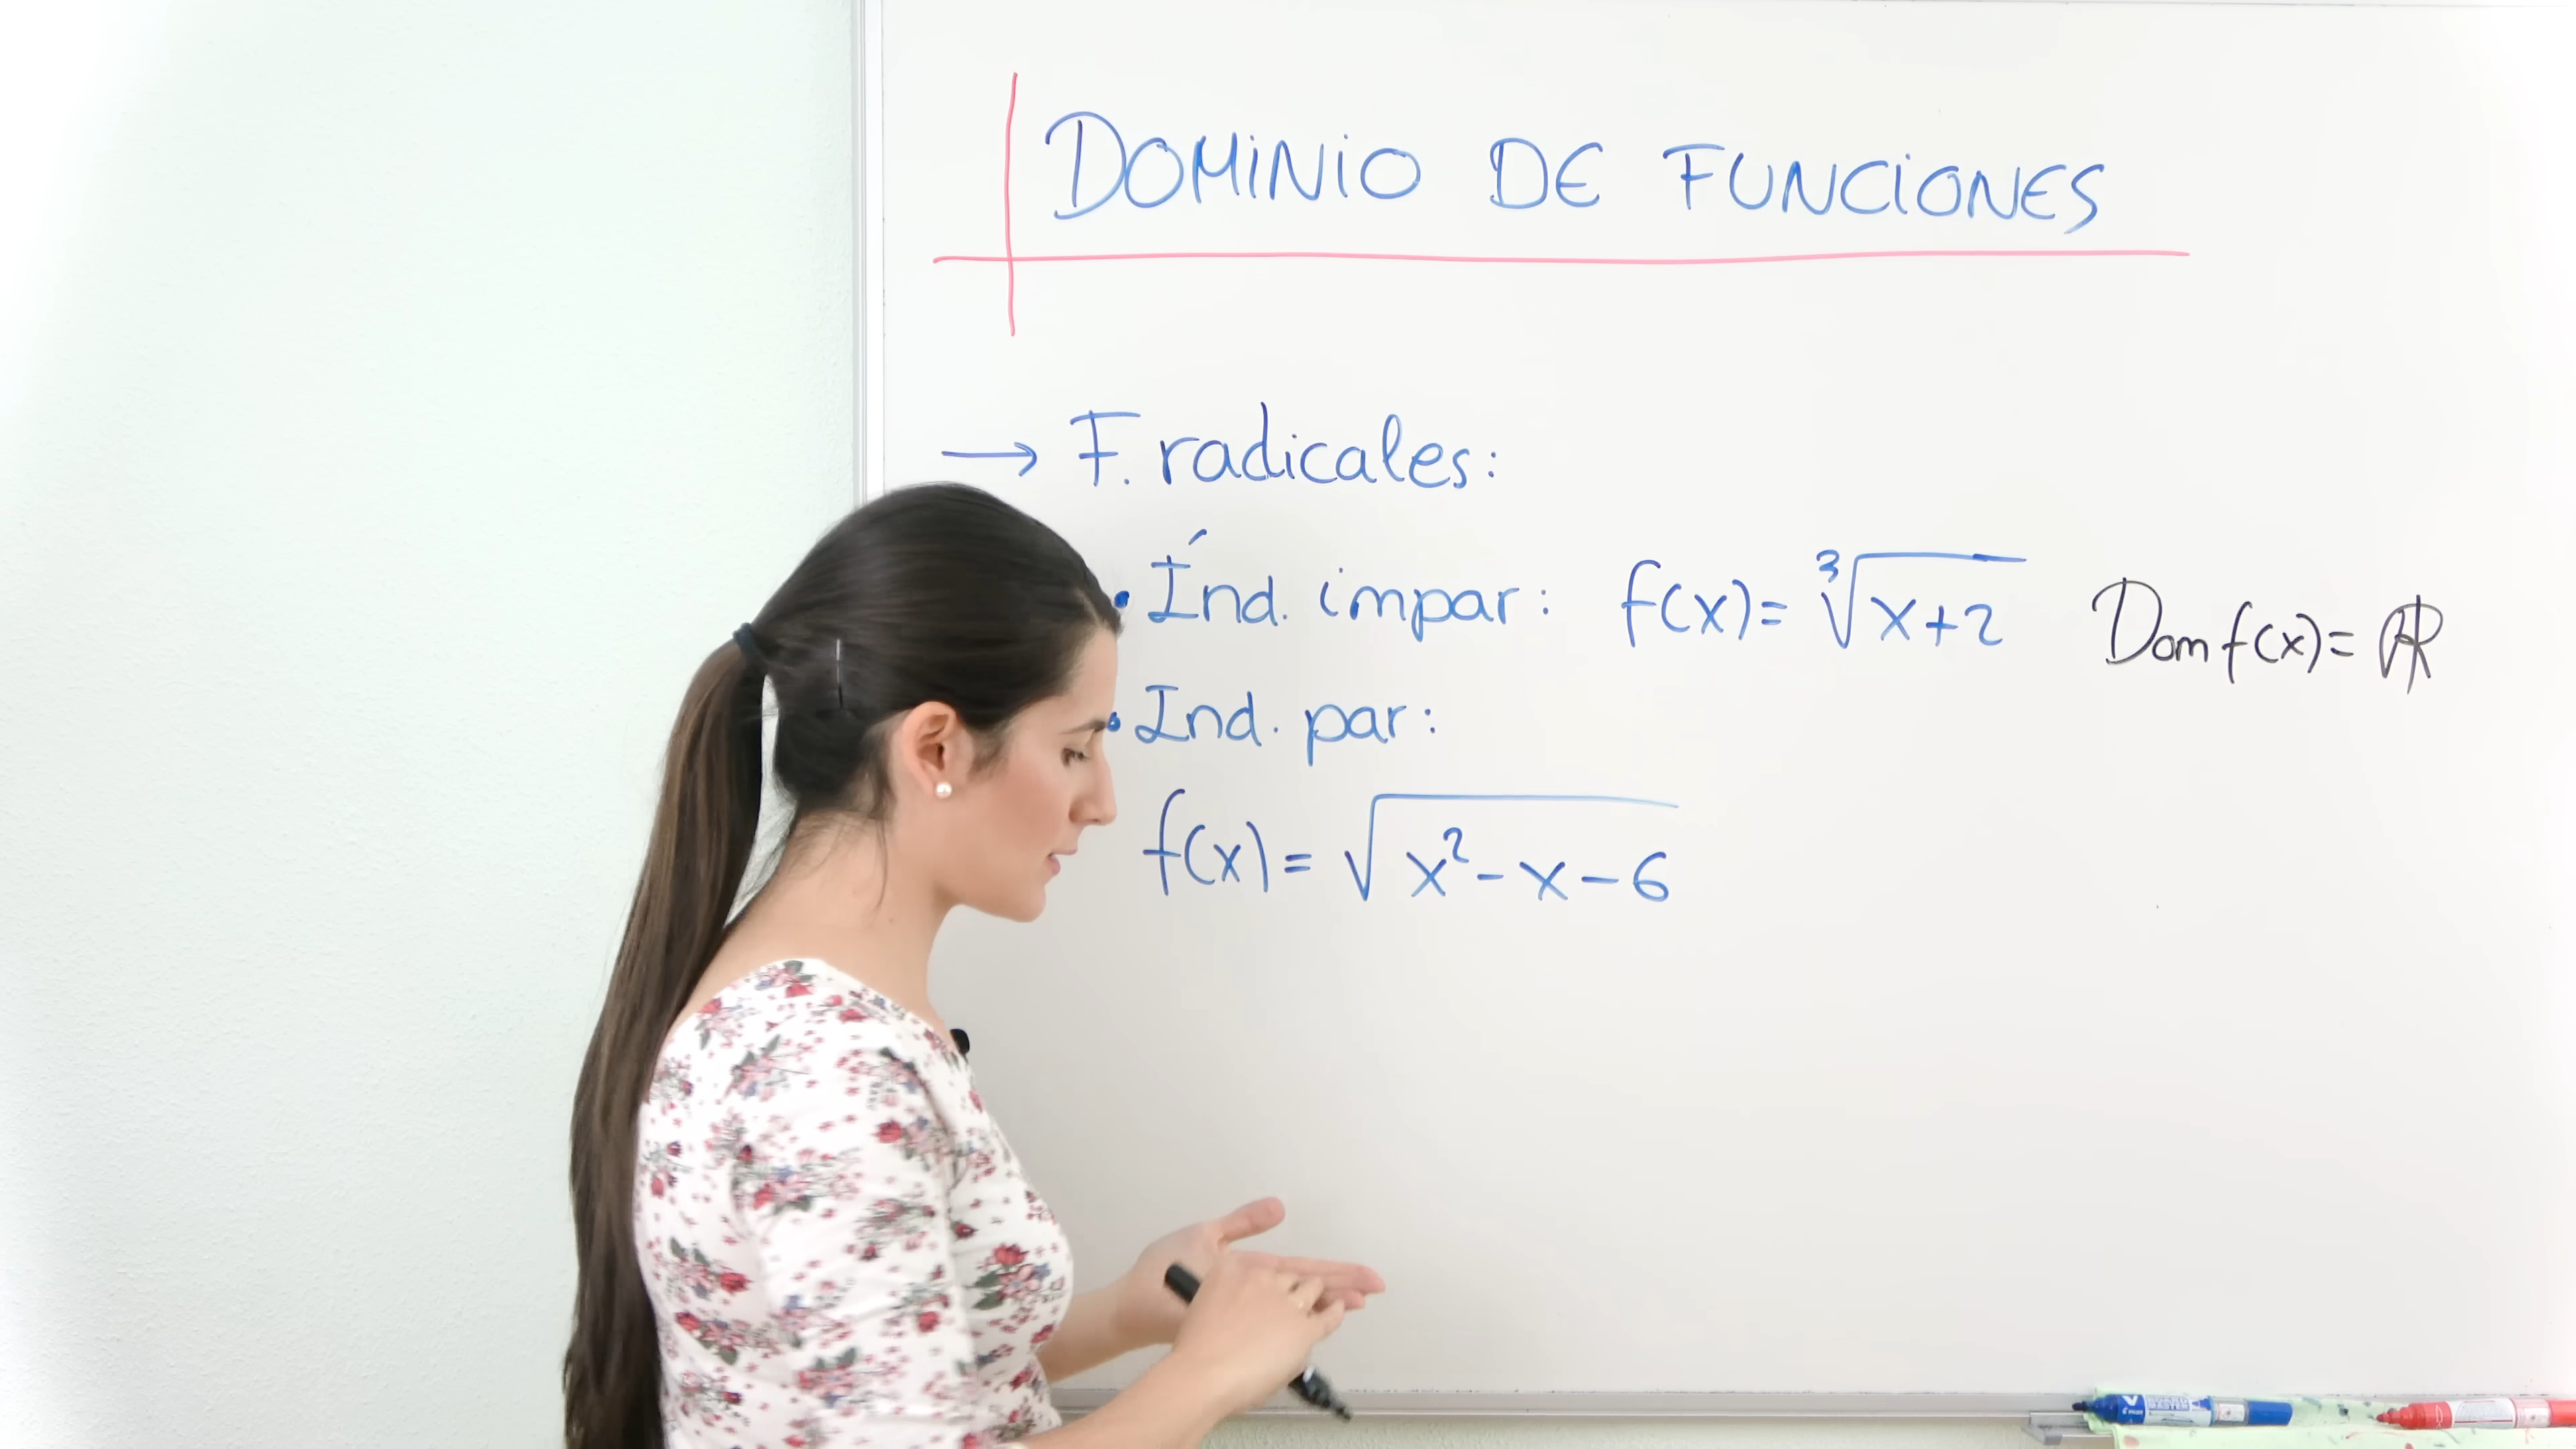 DOMINIO DE FUNCIONES
→ F. radicales:
• Índ. impar: f(x)= ∛x+2 Dom f(x)= ℝ
• Ind. par:
f(x)= √x²-x-6